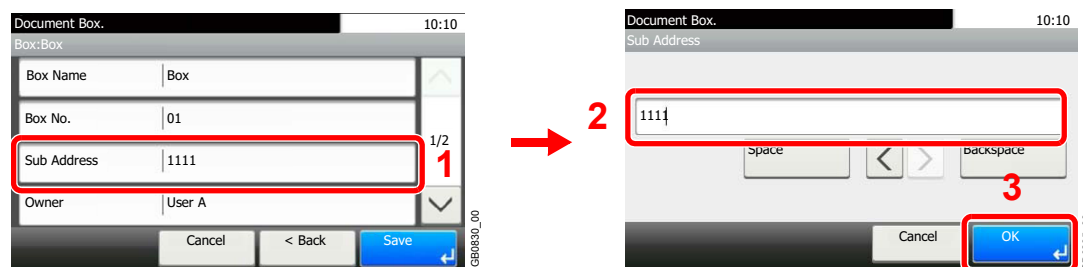 Document Box. 10:10
Box:Box
Box Name Box
Box No. 01
1/2
Sub Address 1111
1
Owner User A
Cancel < Back Save
GB0830_00
Document Box. 10:10
Sub Address
2
1111
Space < > Backspace
3
Cancel OK